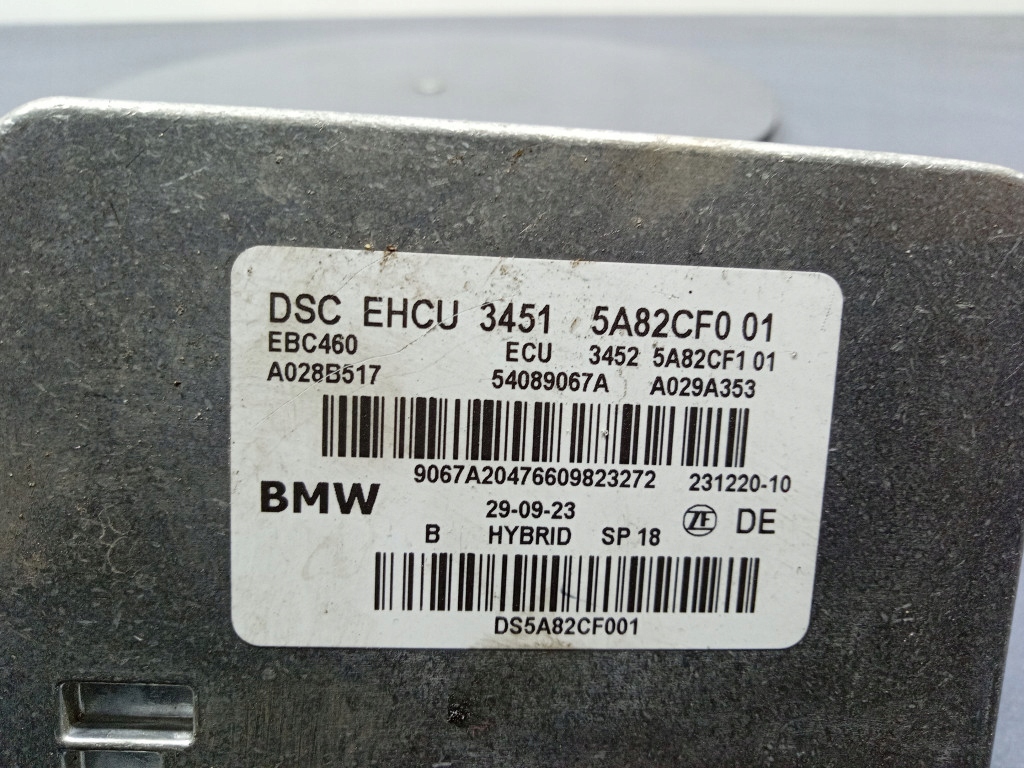 DSC EHCU 3451 5A82CF0 01
EBC460 ECU 3452 5A82CF1 01
A028B517 54089067A A029A353
9067A20476609823272 231220-10
BMW 29-09-23 ZF DE
B HYBRID SP 18
DS5A82CF001